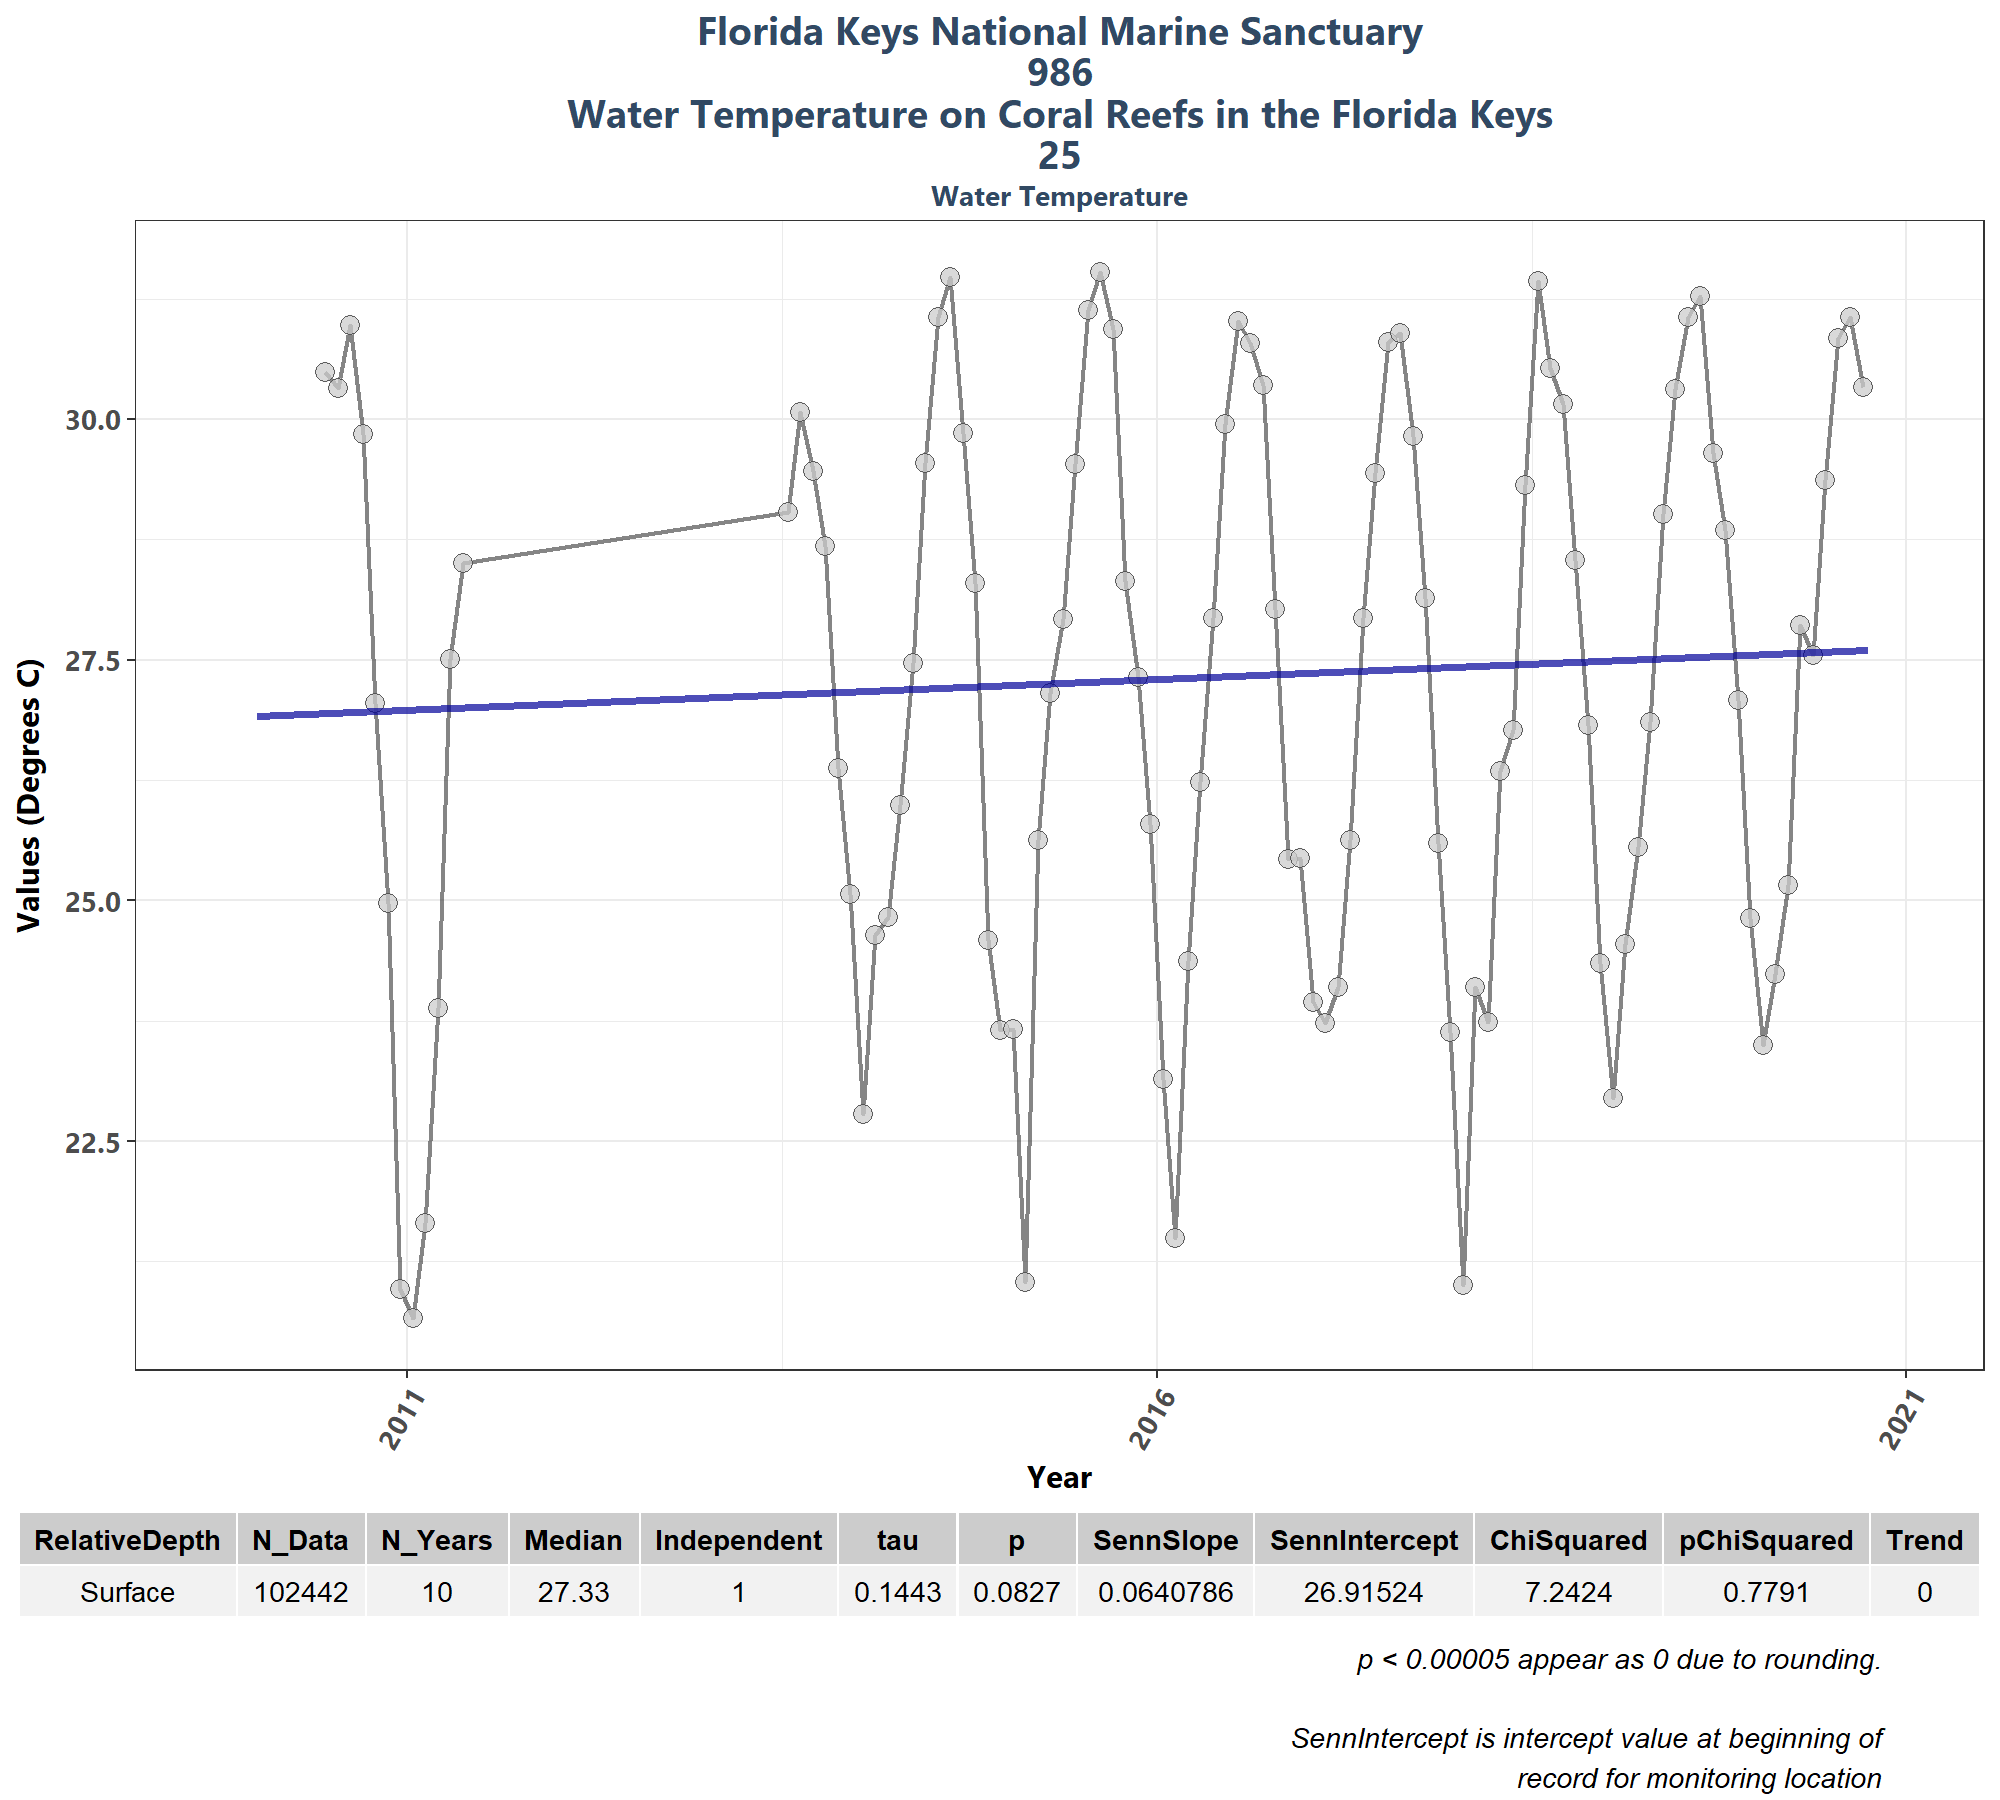 Florida Keys National Marine Sanctuary
986
Water Temperature on Coral Reefs in the Florida Keys
25
Water Temperature
Values (Degrees C)
30.0
27.5
25.0
22.5
2011 2016 2021
Year
RelativeDepth N_Data N_Years Median Independent tau p SennSlope SennIntercept ChiSquared pChiSquared Trend
Surface 102442 10 27.33 1 0.1443 0.0827 0.0640786 26.91524 7.2424 0.7791 0
p < 0.00005 appear as 0 due to rounding.
SennIntercept is intercept value at beginning of
record for monitoring location